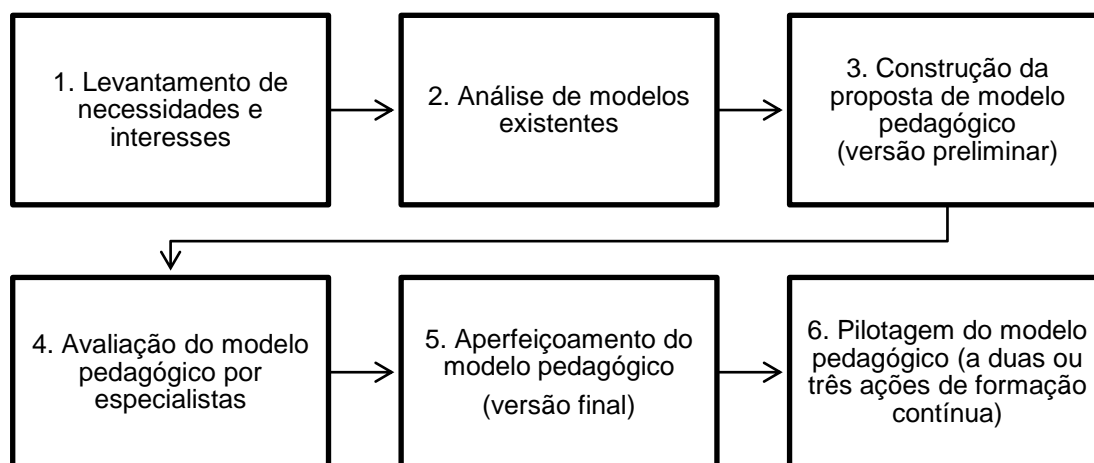 1. Levantamento de
necessidades e
interesses
2. Análise de modelos
existentes
3. Construção da
proposta de modelo
pedagógico
(versão preliminar)
4. Avaliação do modelo
pedagógico por
especialistas
5. Aperfeiçoamento do
modelo pedagógico
(versão final)
6. Pilotagem do modelo
pedagógico (a duas ou
três ações de formação
contínua)